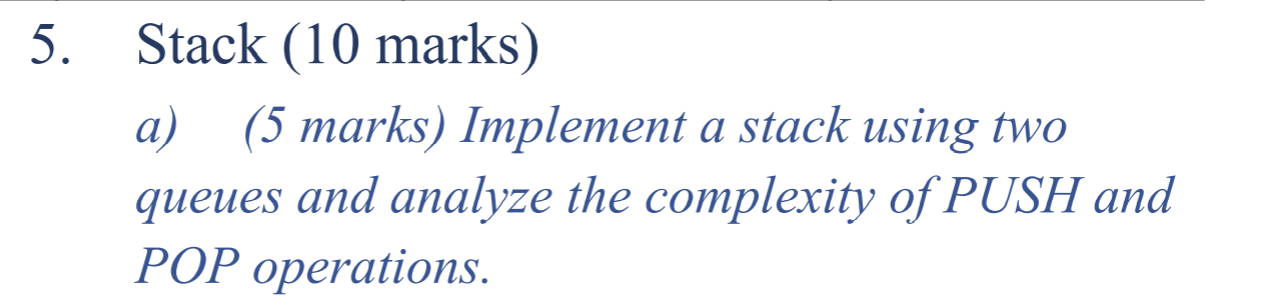 5. Stack (10 marks)
a) (5 marks) Implement a stack using two
queues and analyze the complexity of PUSH and
POP operations.